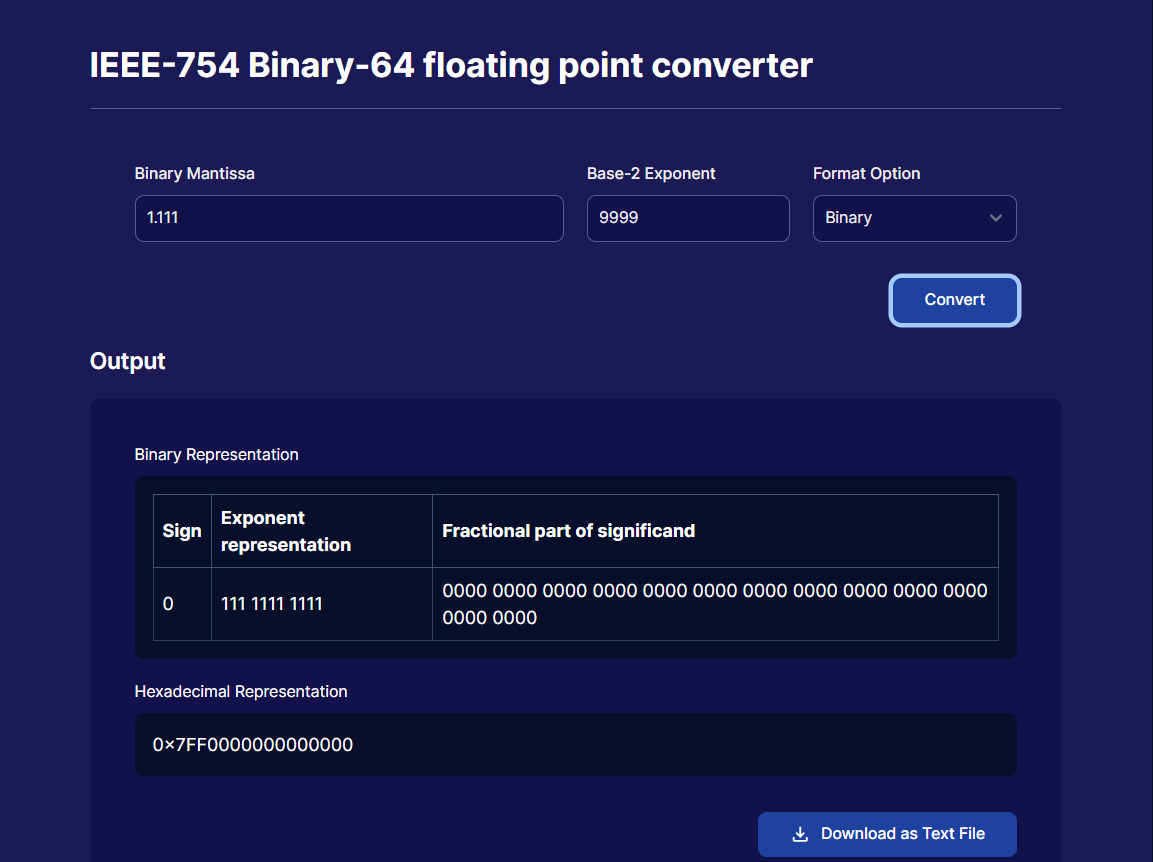 IEEE-754 Binary-64 floating point converter
Binary Mantissa
Base-2 Exponent
Format Option
1.111
9999
Binary
Convert
Output
Binary Representation
Sign
Exponent
representation
Fractional part of significand
0
111 1111 1111
0000 0000 0000 0000 0000 0000 0000 0000 0000 0000 0000
0000 0000
Hexadecimal Representation
0×7FF0000000000000
Download as Text File